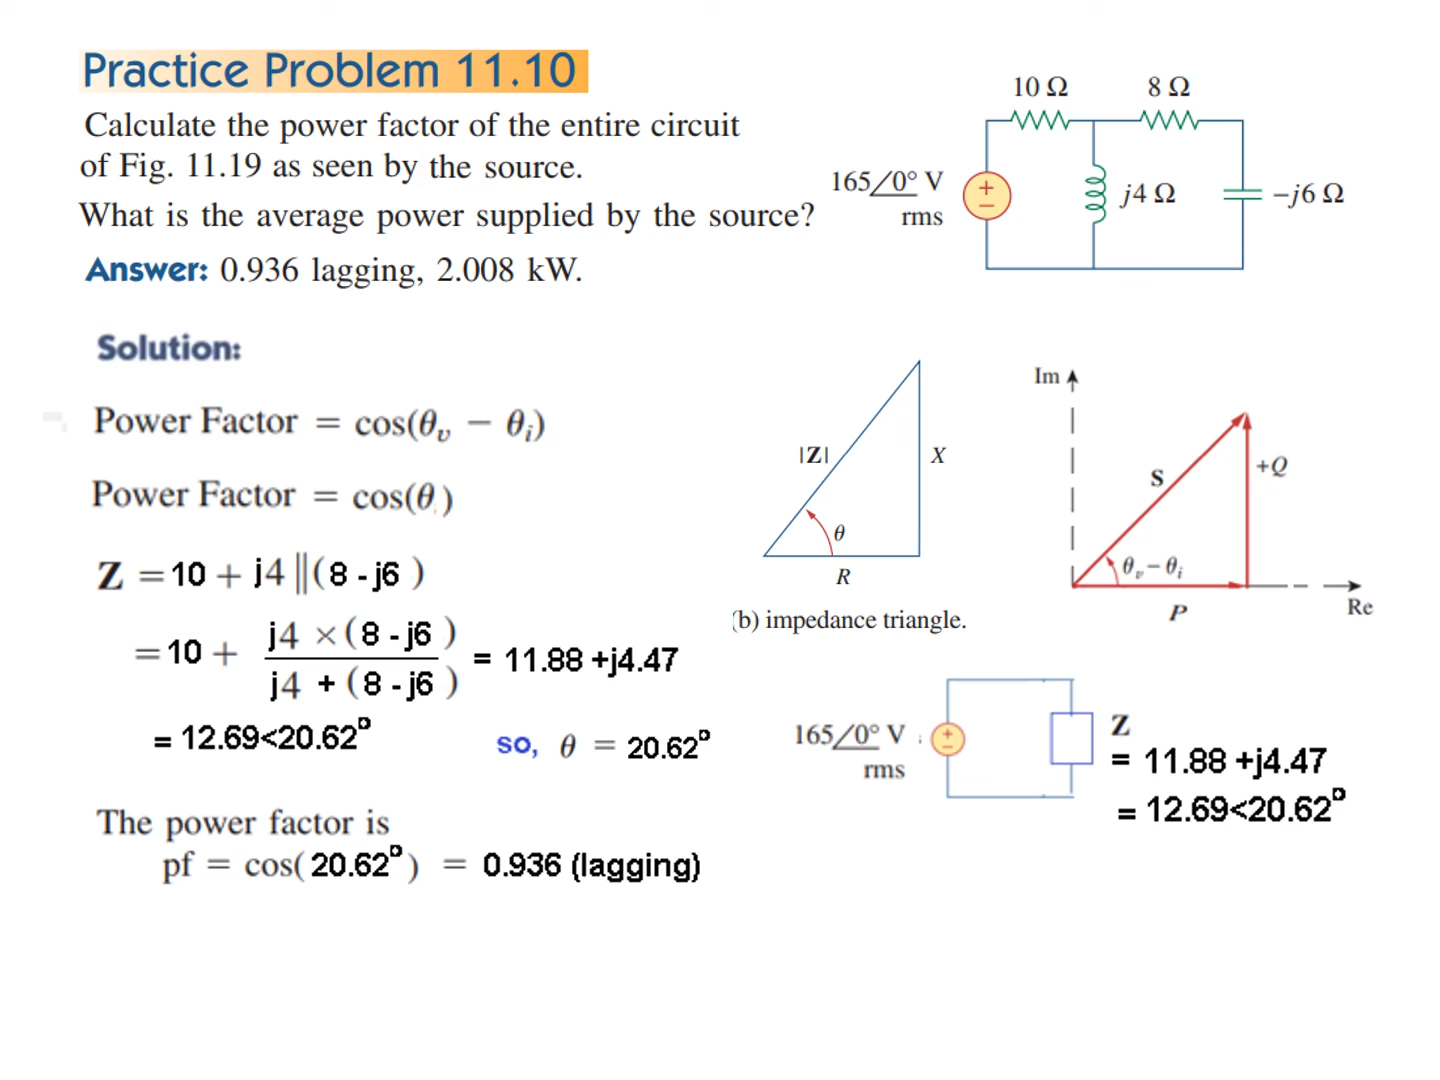 Practice Problem 11.10
Calculate the power factor of the entire circuit
of Fig. 11.19 as seen by the source.
What is the average power supplied by the source?
Answer: 0.936 lagging, 2.008 kW.
10 Ω
8 Ω
165∠0° V
rms
+
−
j4 Ω
−j6 Ω
Solution:
Power Factor = cos(θv − θi)
Power Factor = cos(θ )
Z = 10 + j4 ||( 8 - j6 )
= 10 + j4 ×( 8 - j6 ) / j4 + ( 8 - j6 ) = 11.88 +j4.47
= 12.69<20.62°
so, θ = 20.62°
The power factor is
pf = cos( 20.62° ) = 0.936 (lagging)
|Z|
X
θ
R
(b) impedance triangle.
Im
S
+Q
θv − θi
P
Re
165∠0° V
rms
+
−
Z
= 11.88 +j4.47
= 12.69<20.62°